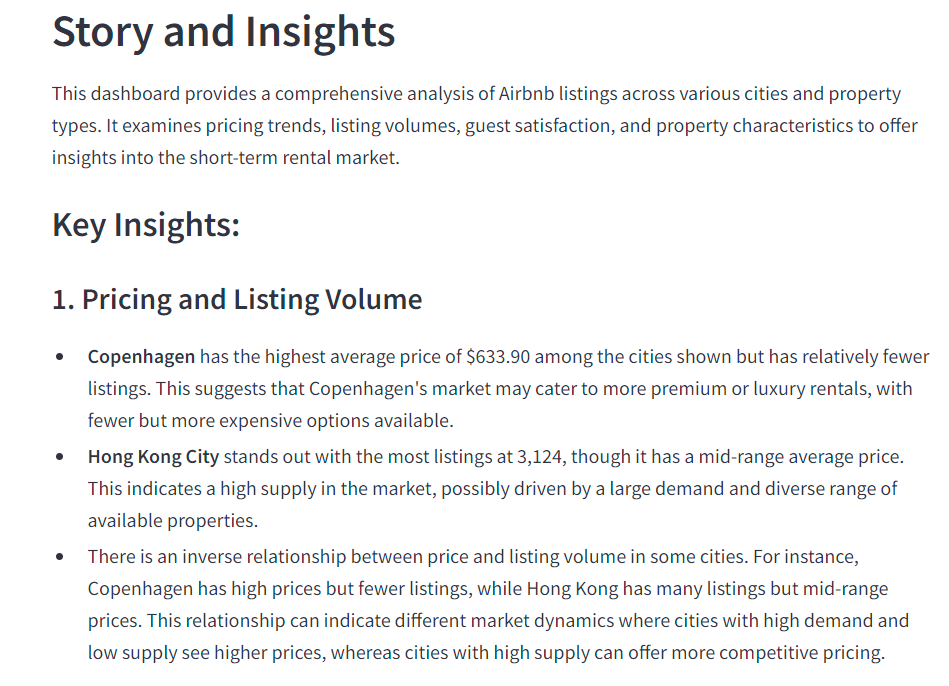 Story and Insights
This dashboard provides a comprehensive analysis of Airbnb listings across various cities and property
types. It examines pricing trends, listing volumes, guest satisfaction, and property characteristics to offer
insights into the short-term rental market.
Key Insights:
1. Pricing and Listing Volume
• Copenhagen has the highest average price of $633.90 among the cities shown but has relatively fewer
listings. This suggests that Copenhagen's market may cater to more premium or luxury rentals, with
fewer but more expensive options available.
• Hong Kong City stands out with the most listings at 3,124, though it has a mid-range average price.
This indicates a high supply in the market, possibly driven by a large demand and diverse range of
available properties.
• There is an inverse relationship between price and listing volume in some cities. For instance,
Copenhagen has high prices but fewer listings, while Hong Kong has many listings but mid-range
prices. This relationship can indicate different market dynamics where cities with high demand and
low supply see higher prices, whereas cities with high supply can offer more competitive pricing.